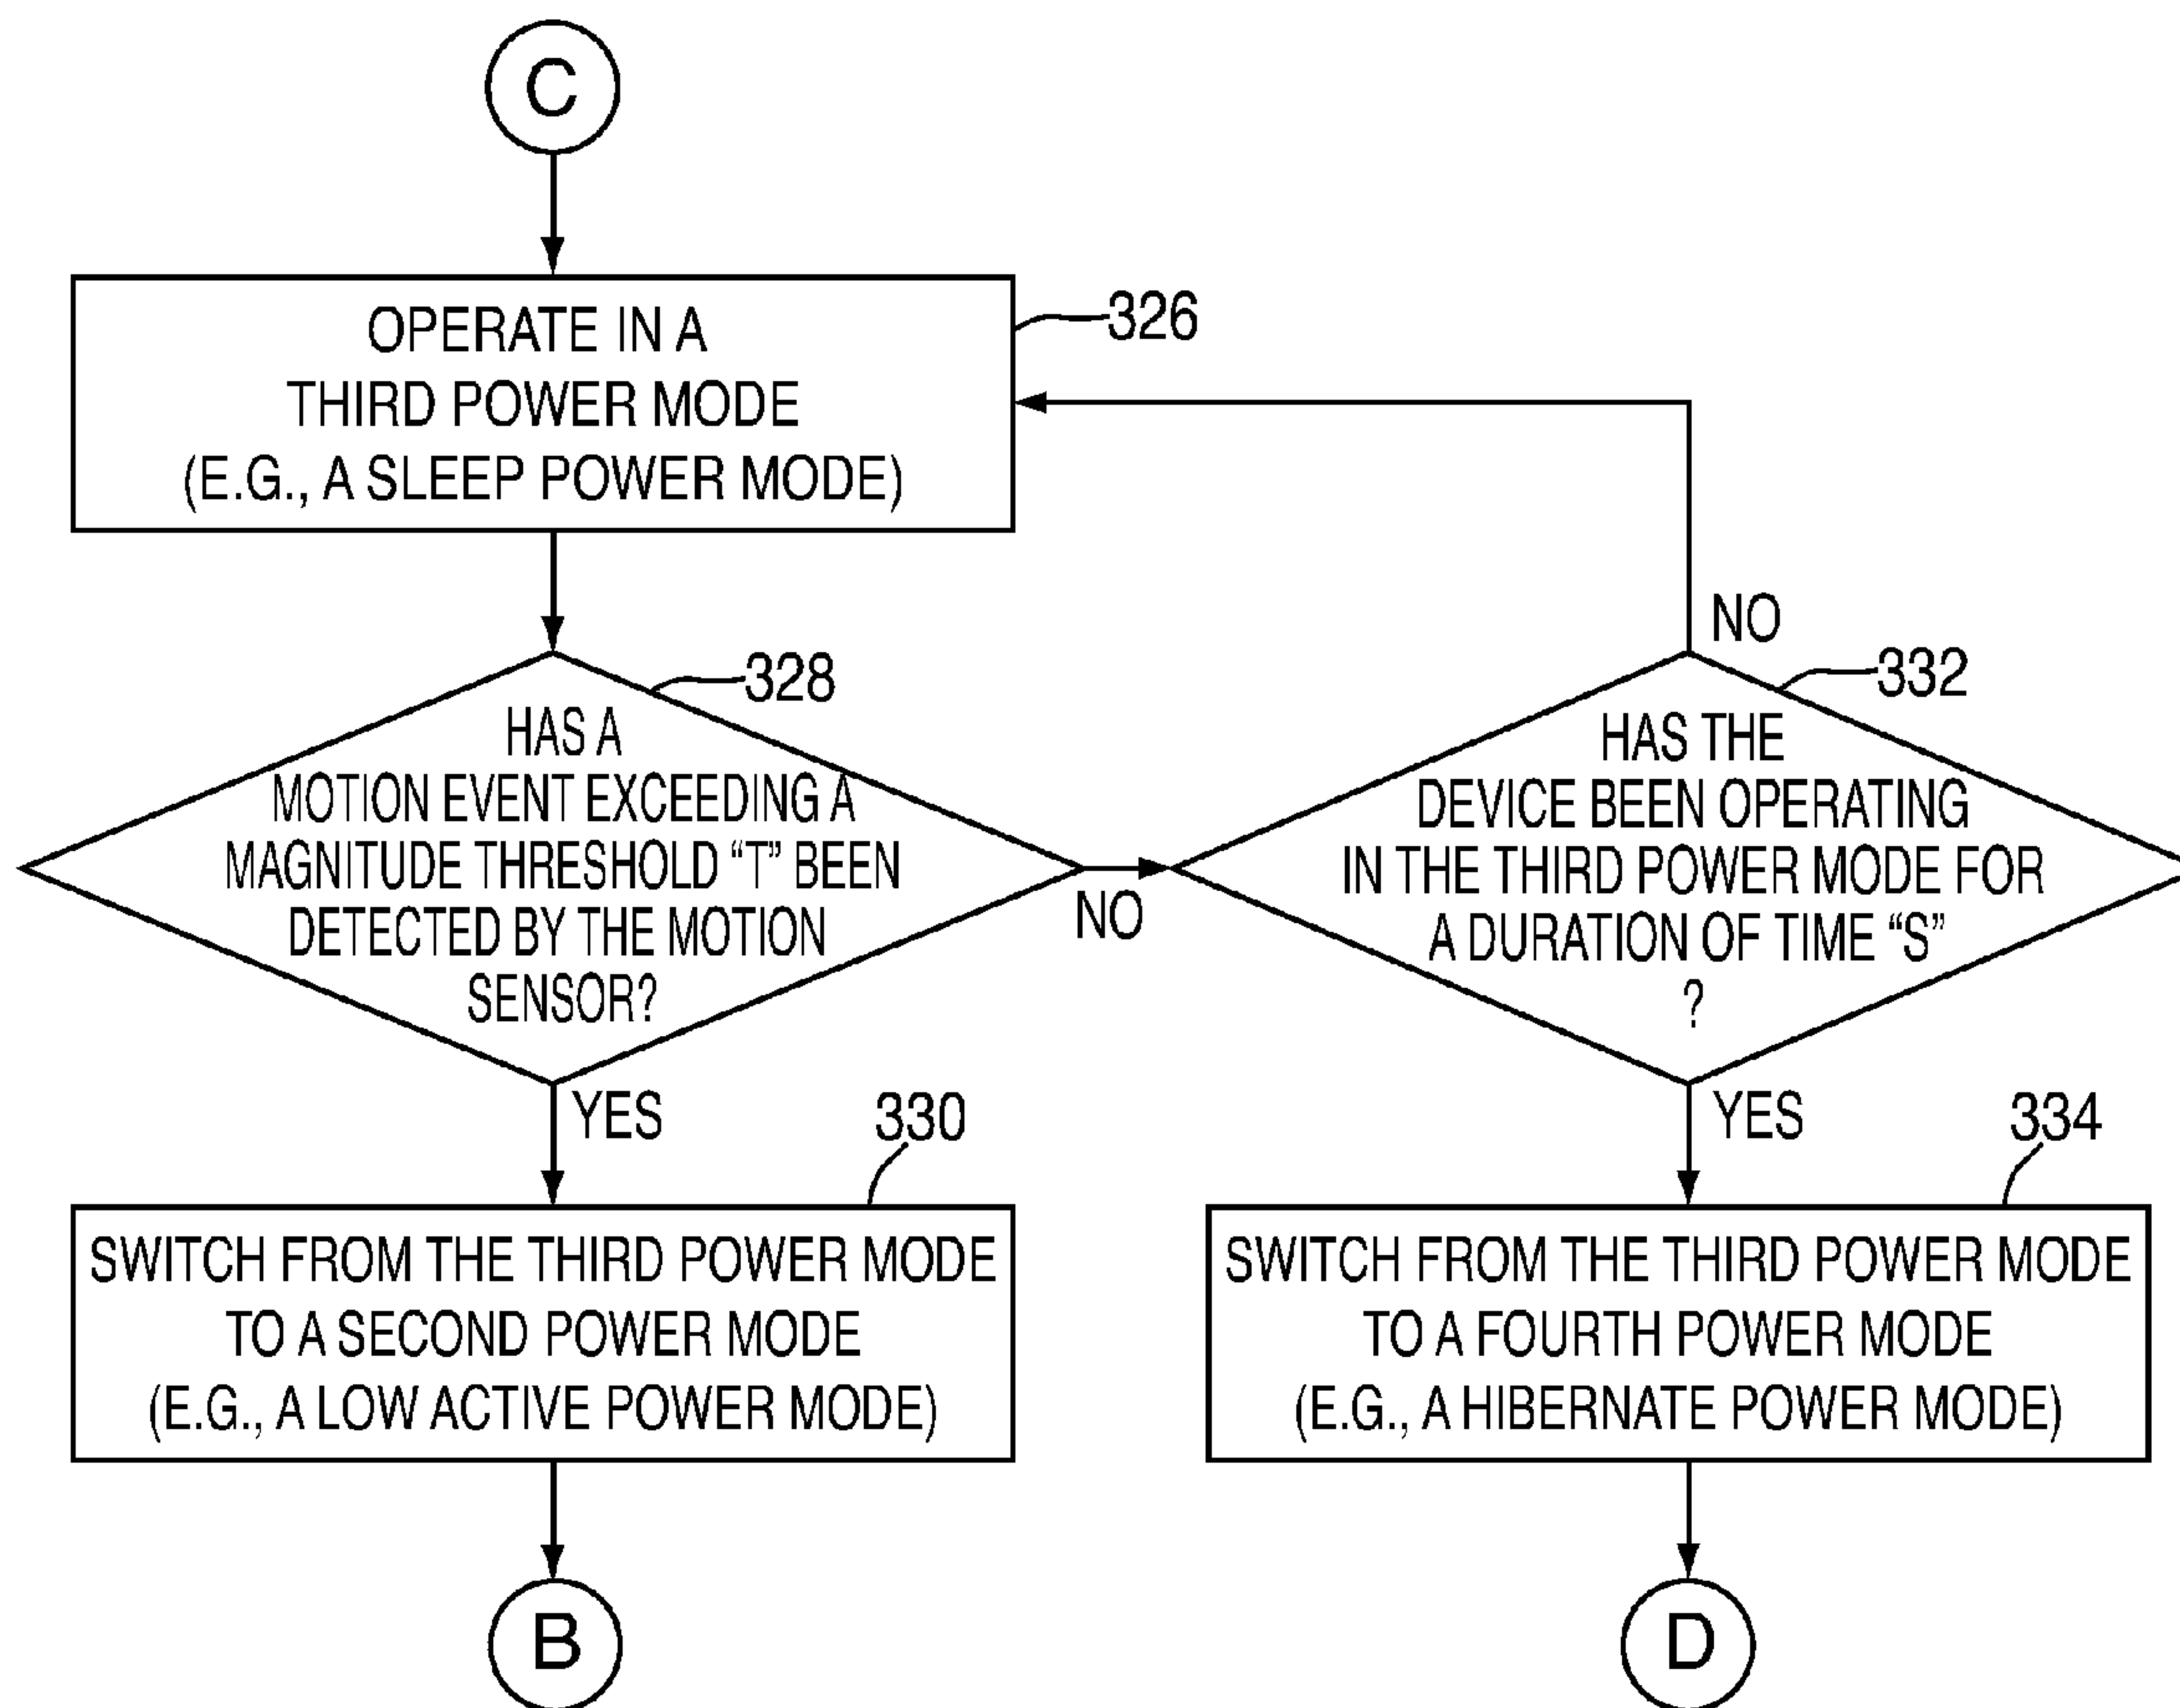 C
OPERATE IN A
THIRD POWER MODE
(E.G., A SLEEP POWER MODE)
326
NO
328
HAS A
MOTION EVENT EXCEEDING A
MAGNITUDE THRESHOLD “T” BEEN
DETECTED BY THE MOTION
SENSOR?
NO
332
HAS THE
DEVICE BEEN OPERATING
IN THE THIRD POWER MODE FOR
A DURATION OF TIME “S”
?
YES
330
SWITCH FROM THE THIRD POWER MODE
TO A SECOND POWER MODE
(E.G., A LOW ACTIVE POWER MODE)
YES
334
SWITCH FROM THE THIRD POWER MODE
TO A FOURTH POWER MODE
(E.G., A HIBERNATE POWER MODE)
B
D